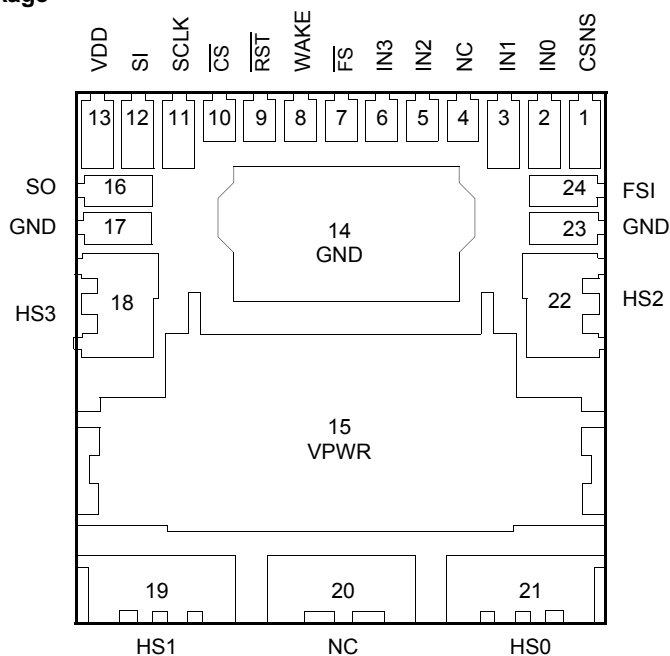 VDD SI SCLK CS RST WAKE FS IN3 IN2 NC IN1 IN0 CSNS
13 12 11 10 9 8 7 6 5 4 3 2 1
SO 16 24 FSI
GND 17 14 23 GND
GND
HS3 18 22 HS2
15
VPWR
19 20 21
HS1 NC HS0